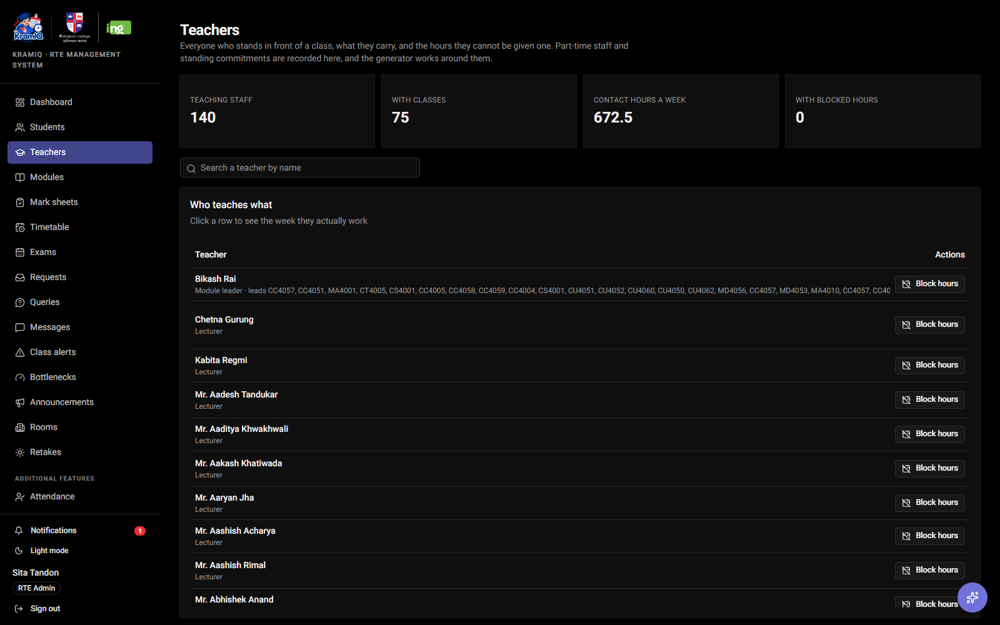 KramIQ
islington college
(इस्लिङ्टन कलेज)
ing
KRAMIQ · RTE MANAGEMENT
SYSTEM
Dashboard
Students
Teachers
Modules
Mark sheets
Timetable
Exams
Requests
Queries
Messages
Class alerts
Bottlenecks
Announcements
Rooms
Retakes
ADDITIONAL FEATURES
Attendance
Notifications
1
Light mode
Sita Tandon
RTE Admin
Sign out
Teachers
Everyone who stands in front of a class, what they carry, and the hours they cannot be given one. Part-time staff and
standing commitments are recorded here, and the generator works around them.
TEACHING STAFF
140
WITH CLASSES
75
CONTACT HOURS A WEEK
672.5
WITH BLOCKED HOURS
0
Search a teacher by name
Who teaches what
Click a row to see the week they actually work
Teacher
Actions
Bikash Rai
Module leader · leads CC4057, CC4051, MA4001, CT4005, CS4001, CC4005, CC4058, CC4059, CC4004, CS4001, CU4051, CU4052, CU4060, CU4050, CU4062, MD4056, CC4057, MD4053, MA4010, CC4057, CC40
Block hours
Chetna Gurung
Lecturer
Block hours
Kabita Regmi
Lecturer
Block hours
Mr. Aadesh Tandukar
Lecturer
Block hours
Mr. Aaditya Khwakhwali
Lecturer
Block hours
Mr. Aakash Khatiwada
Lecturer
Block hours
Mr. Aaryan Jha
Lecturer
Block hours
Mr. Aashish Acharya
Lecturer
Block hours
Mr. Aashish Rimal
Lecturer
Block hours
Mr. Abhishek Anand
Block hours